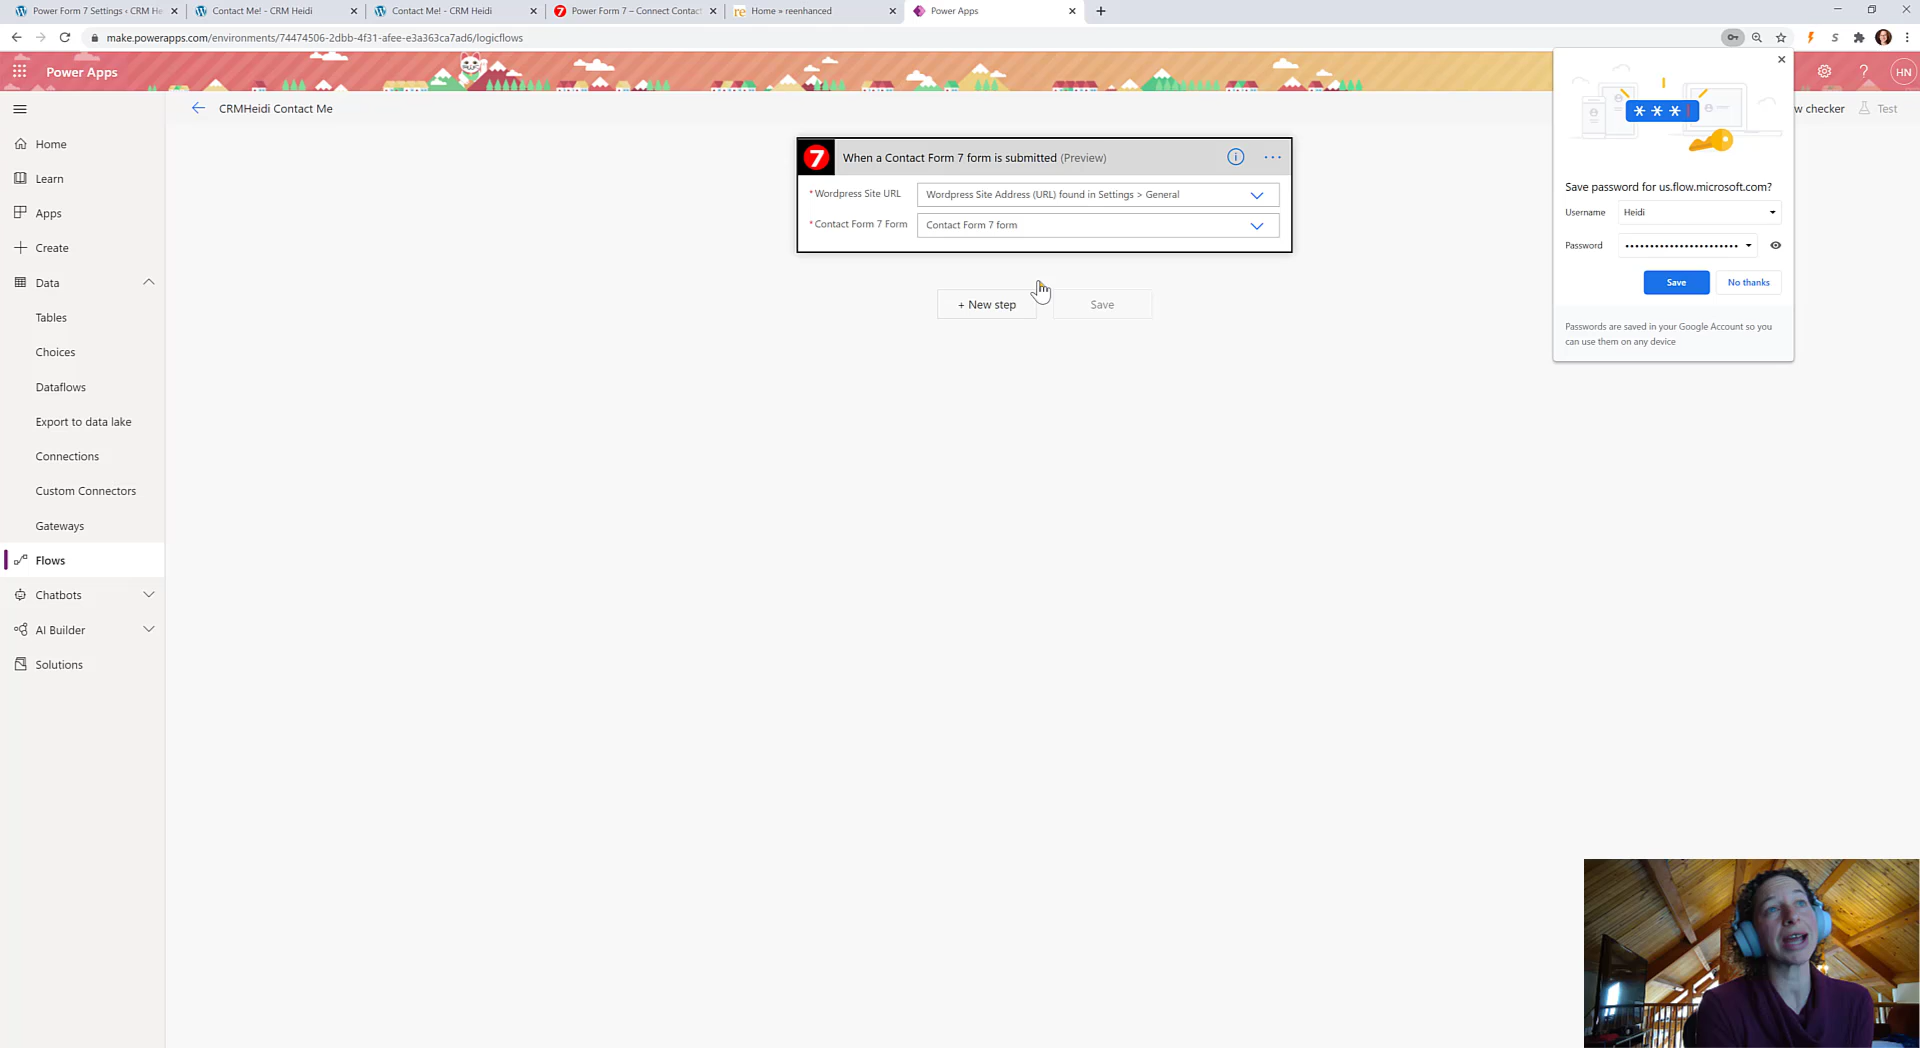 Power Form 7 Settings ‹ CRM He
Contact Me! - CRM Heidi
Contact Me! - CRM Heidi
7 Power Form 7 – Connect Contact
re Home » reenhanced
Power Apps
make.powerapps.com/environments/74474506-2dbb-4f31-afee-e3a363ca7ad6/logicflows
S
Power Apps
HN
CRMHeidi Contact Me
w checker
Test
Home
Learn
Apps
Create
Data
Tables
Choices
Dataflows
Export to data lake
Connections
Custom Connectors
Gateways
Flows
Chatbots
AI Builder
Solutions
7 When a Contact Form 7 form is submitted (Preview)
* Wordpress Site URL
Wordpress Site Address (URL) found in Settings > General
* Contact Form 7 Form
Contact Form 7 form
+ New step
Save
Save password for us.flow.microsoft.com?
Username
Heidi
Password
••••••••••••••••••••••••
Save
No thanks
Passwords are saved in your Google Account so you
can use them on any device